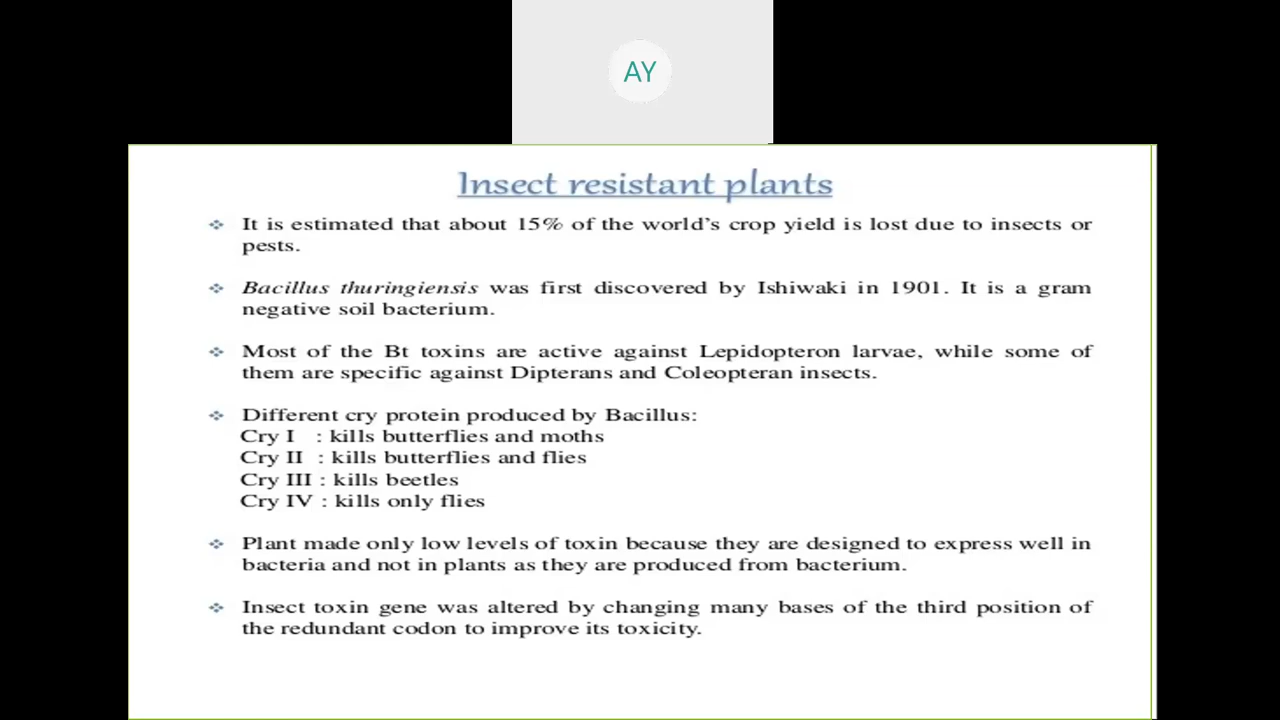 AY
Insect resistant plants
❖ It is estimated that about 15% of the world's crop yield is lost due to insects or
pests.
❖ Bacillus thuringiensis was first discovered by Ishiwaki in 1901. It is a gram
negative soil bacterium.
❖ Most of the Bt toxins are active against Lepidopteron larvae, while some of
them are specific against Dipterans and Coleopteran insects.
❖ Different cry protein produced by Bacillus:
Cry I : kills butterflies and moths
Cry II : kills butterflies and flies
Cry III : kills beetles
Cry IV : kills only flies
❖ Plant made only low levels of toxin because they are designed to express well in
bacteria and not in plants as they are produced from bacterium.
❖ Insect toxin gene was altered by changing many bases of the third position of
the redundant codon to improve its toxicity.